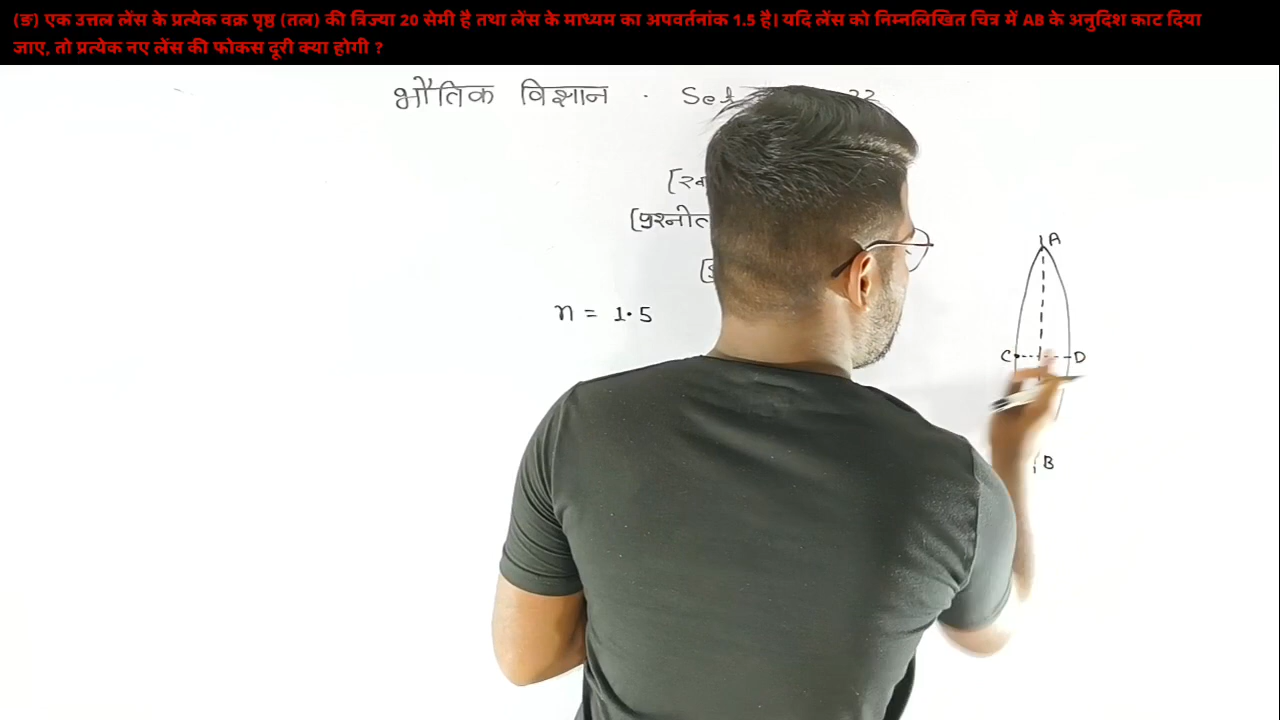 (ङ) एक उत्तल लेंस के प्रत्येक वक्र पृष्ठ (तल) की त्रिज्या 20 सेमी है तथा लेंस के माध्यम का अपवर्तनांक 1.5 है। यदि लेंस को निम्नलिखित चित्र में AB के अनुदिश काट दिया
जाए, तो प्रत्येक नए लेंस की फोकस दूरी क्या होगी ?
भौतिक विज्ञान .
A
n = 1.5
C D
B